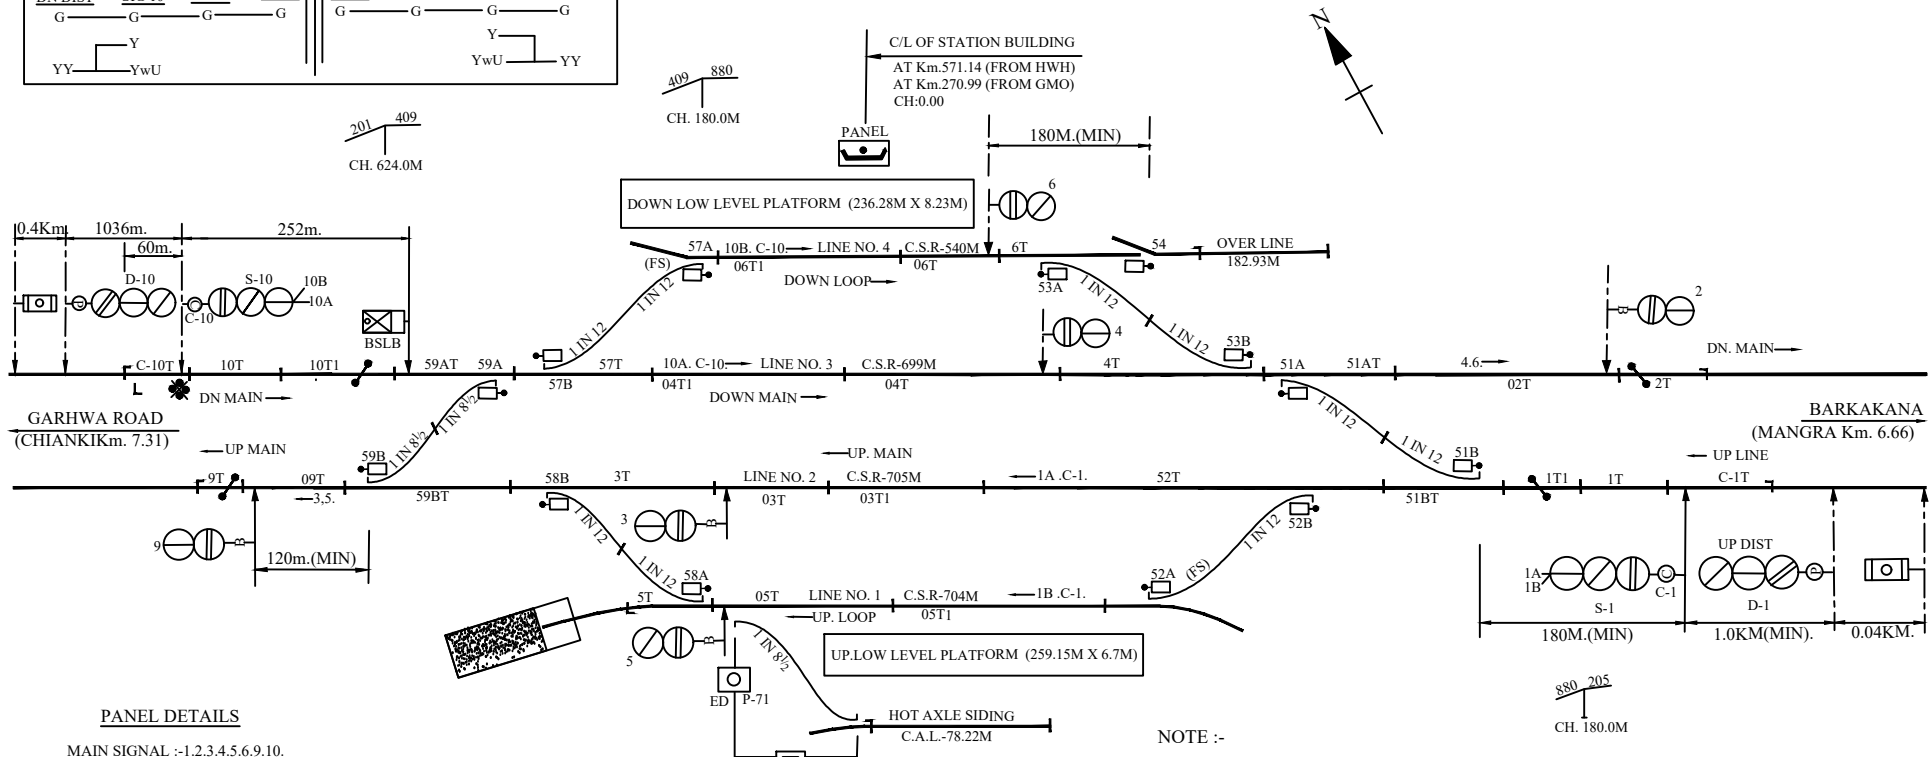 G G G G
G G G G
Y
YY YwU
Y
YwU YY
C/L OF STATION BUILDING
AT Km.571.14 (FROM HWH)
AT Km.270.99 (FROM GMO)
CH:0.00
N
409 880
CH. 180.0M
201 409
CH. 624.0M
PANEL
180M.(MIN)
6
DOWN LOW LEVEL PLATFORM (236.28M X 8.23M)
0.4Km. 1036m. 252m.
60m.
57A 10B. C-10. LINE NO. 4 C.S.R-540M 6T 54 OVER LINE
(FS) 06T1 06T 182.93M
DOWN LOOP
D-10 S-10 10B
10A
P C C-10
BSLB
1 IN 12 1 IN 12
53A 1 IN 12
1 IN 12 53B
4
B 2
C-10T 10T 10T1 59AT 59A 57T 10A. C-10. LINE NO. 3 C.S.R-699M 4T 51A 51AT 4.6. DN. MAIN
57B 04T1 04T 02T 2T
DN MAIN DOWN MAIN
GARHWA ROAD
(CHIANKIKm. 7.31)
BARKAKANA
(MANGRA Km. 6.66)
1 IN 8½ 1 IN 8½
59B
1 IN 12 1 IN 12
51B
UP MAIN UP. MAIN UP LINE
9T 09T 58B 3T LINE NO. 2 C.S.R-705M 1A .C-1. 52T 1T1 1T C-1T
3,5. 59BT 03T 03T1 51BT
9 B
120m.(MIN)
3 B
1 IN 12
1 IN 12 58A
52B
1 IN 12
52A (FS)
5T 05T LINE NO. 1 C.S.R-704M 1B .C-1.
UP. LOOP 05T1
5 B
1 IN 8½
UP.LOW LEVEL PLATFORM (259.15M X 6.7M)
UP DIST
1A
1B
C P
S-1 C-1 D-1
180M.(MIN) 1.0KM(MIN). 0.04KM.
ED P-71
HOT AXLE SIDING
C.A.L.-78.22M
880 205
CH. 180.0M
PANEL DETAILS
MAIN SIGNAL :-1.2.3.4.5.6.9.10.
NOTE :-